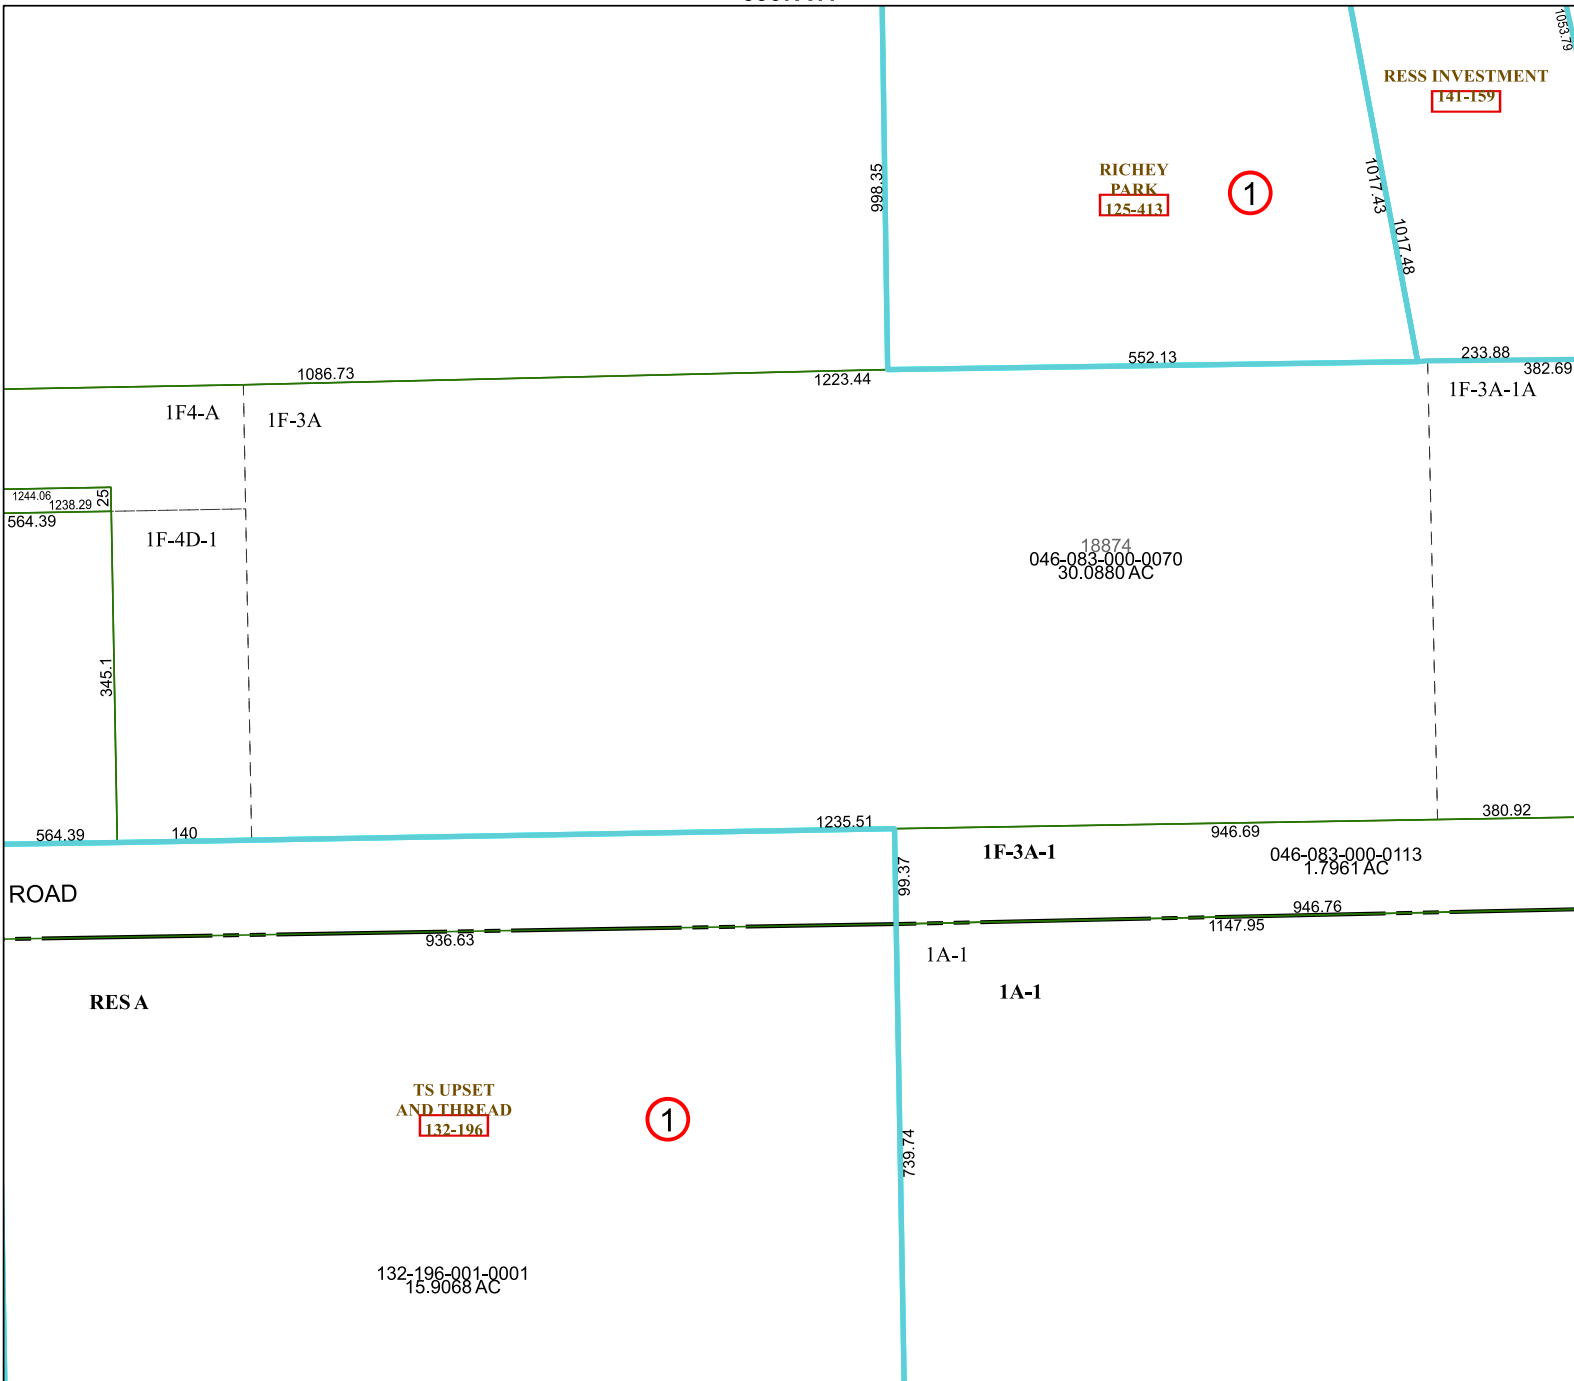 1053.79
RESS INVESTMENT
141-159
RICHEY
PARK
125-413
1
998.35
1017.43
1017.48
552.13
233.88
382.69
1086.73
1223.44
1F4-A
1F-3A
1F-3A-1A
1244.06
1238.29
25
564.39
1F-4D-1
18874
046-083-000-0070
30.0880 AC
345.1
564.39
140
1235.51
946.69
380.92
99.37
1F-3A-1
046-083-000-0113
1.7961 AC
ROAD
936.63
946.76
1147.95
1A-1
1A-1
RES A
TS UPSET
AND THREAD
132-196
1
739.74
132-196-001-0001
15.9068 AC